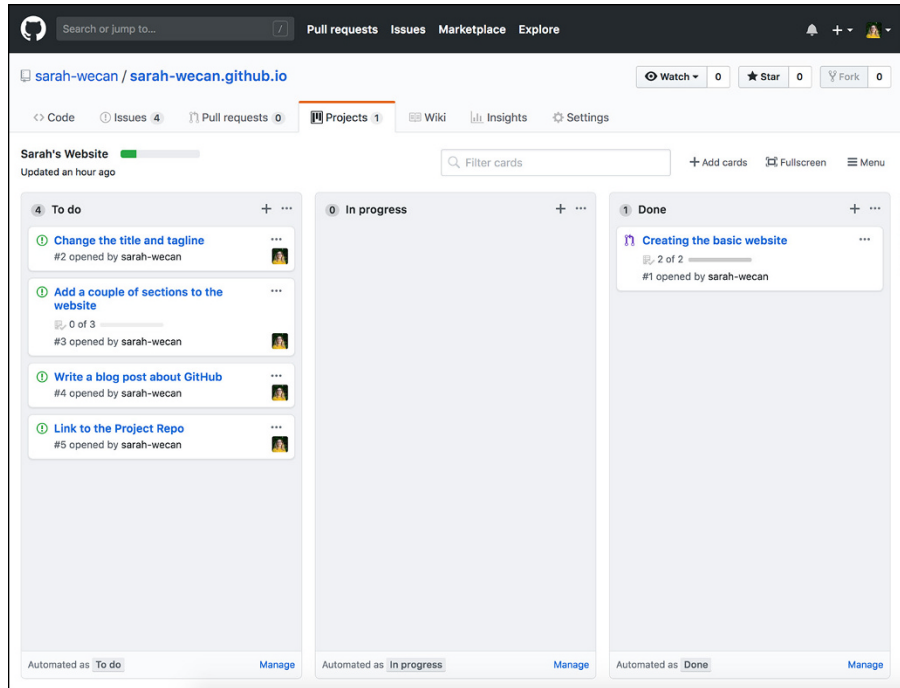 Search or jump to... / Pull requests Issues Marketplace Explore
sarah-wecan / sarah-wecan.github.io Watch 0 Star 0 Fork 0
Code Issues 4 Pull requests 0 Projects 1 Wiki Insights Settings
Sarah's Website
Updated an hour ago
Filter cards + Add cards Fullscreen Menu
4 To do + ...
Change the title and tagline ...
#2 opened by sarah-wecan
Add a couple of sections to the ...
website
0 of 3
#3 opened by sarah-wecan
Write a blog post about GitHub ...
#4 opened by sarah-wecan
Link to the Project Repo ...
#5 opened by sarah-wecan
Automated as To do Manage
0 In progress + ...
Automated as In progress Manage
1 Done + ...
Creating the basic website ...
2 of 2
#1 opened by sarah-wecan
Automated as Done Manage